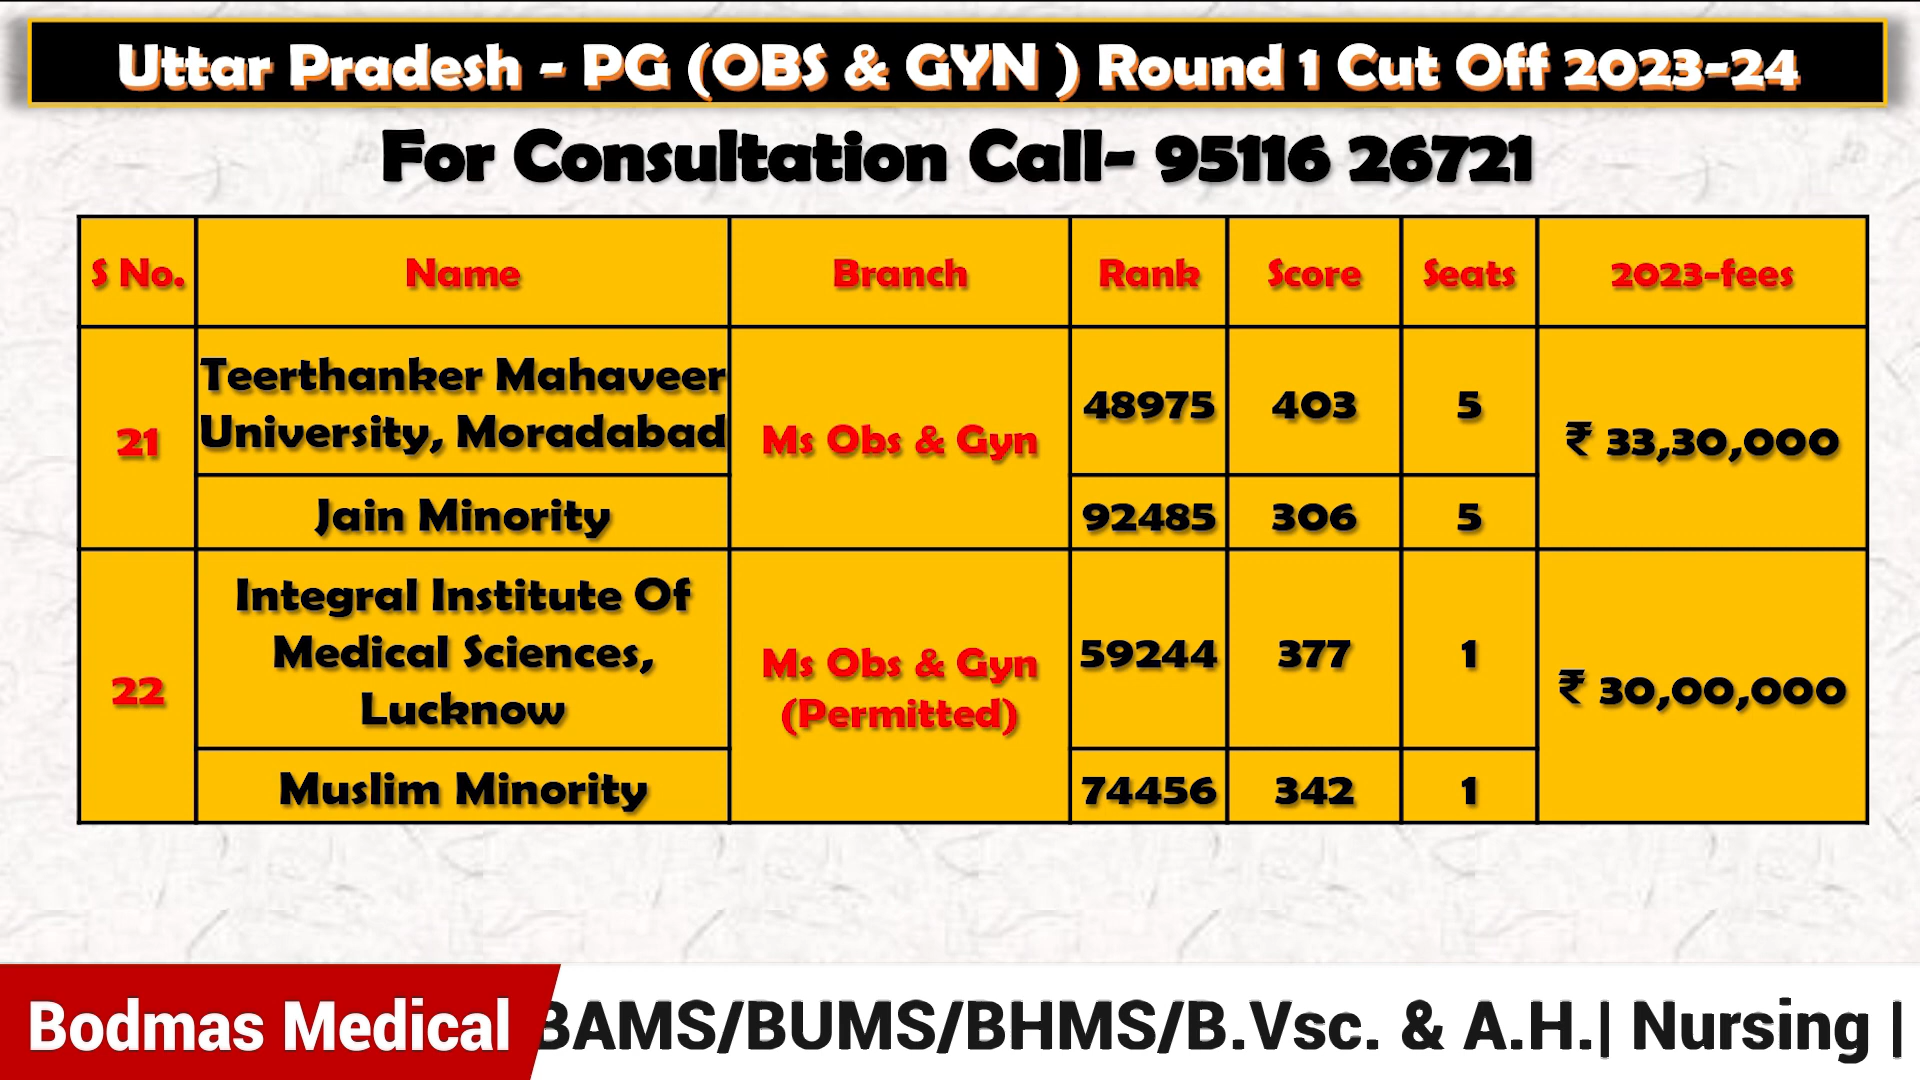 Uttar Pradesh - PG (OBS & GYN ) Round 1 Cut Off 2023-24
For Consultation Call- 95116 26721
S No. Name Branch Rank Score Seats 2023-fees
21 Teerthanker Mahaveer University, Moradabad Ms Obs & Gyn 48975 403 5 ₹ 33,30,000
Jain Minority 92485 306 5
22 Integral Institute Of Medical Sciences, Lucknow Ms Obs & Gyn (Permitted) 59244 377 1 ₹ 30,00,000
Muslim Minority 74456 342 1
Bodmas Medical BAMS/BUMS/BHMS/B.Vsc. & A.H.| Nursing |